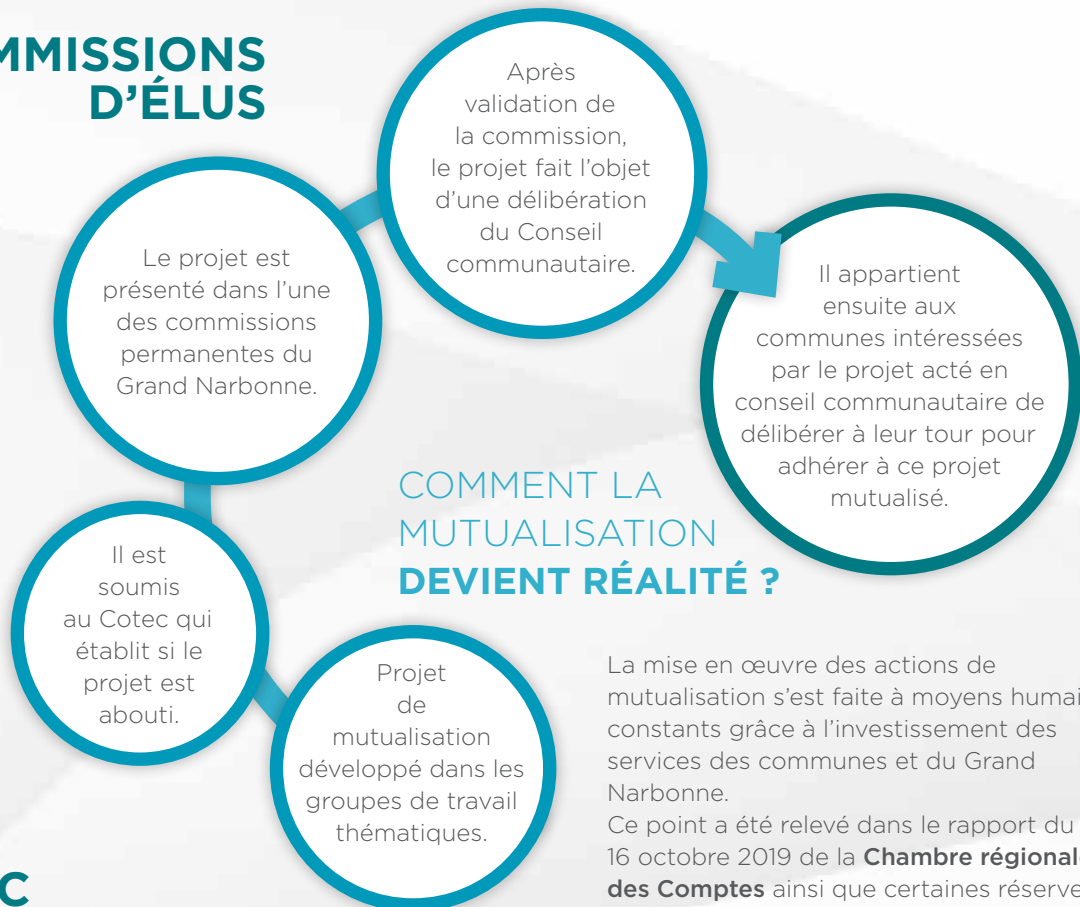 D'ÉLUS
Après
validation de
la commission,
le projet fait l'objet
d'une délibération
du Conseil
communautaire.
Le projet est
présenté dans l'une
des commissions
permanentes du
Grand Narbonne.
Il appartient
ensuite aux
communes intéressées
par le projet acté en
conseil communautaire de
délibérer à leur tour pour
adhérer à ce projet
mutualisé.
COMMENT LA
MUTUALISATION
DEVIENT RÉALITÉ ?
Il est
soumis
au Cotec qui
établit si le
projet est
abouti.
Projet
de
mutualisation
développé dans les
groupes de travail
thématiques.
La mise en œuvre des actions de
mutualisation s'est faite à moyens
constants grâce à l'investissement des
services des communes et du Grand
Narbonne.
Ce point a été relevé dans le rapport du
16 octobre 2019 de la Chambre
des Comptes ainsi que certaines